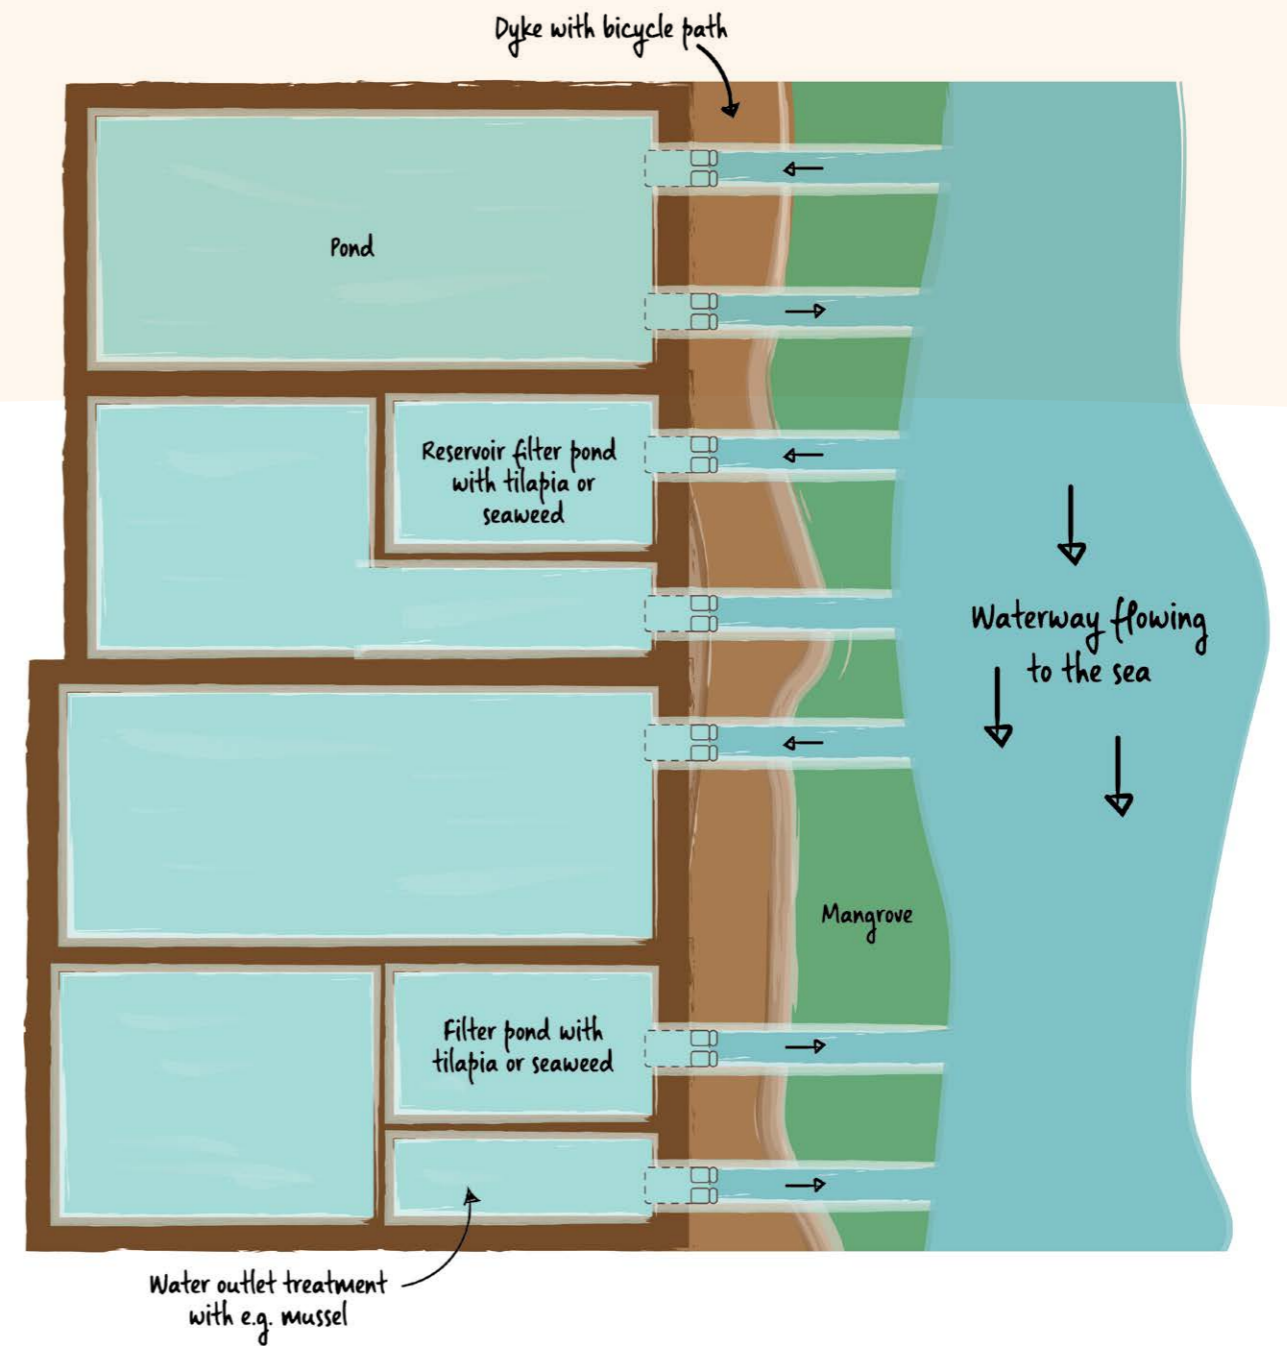 Dyke with bicycle path
Pond
Reservoir filter pond
with tilapia or
seaweed
Waterway flowing
to the sea
Mangrove
Filter pond with
tilapia or seaweed
Water outlet treatment
with e.g. mussel